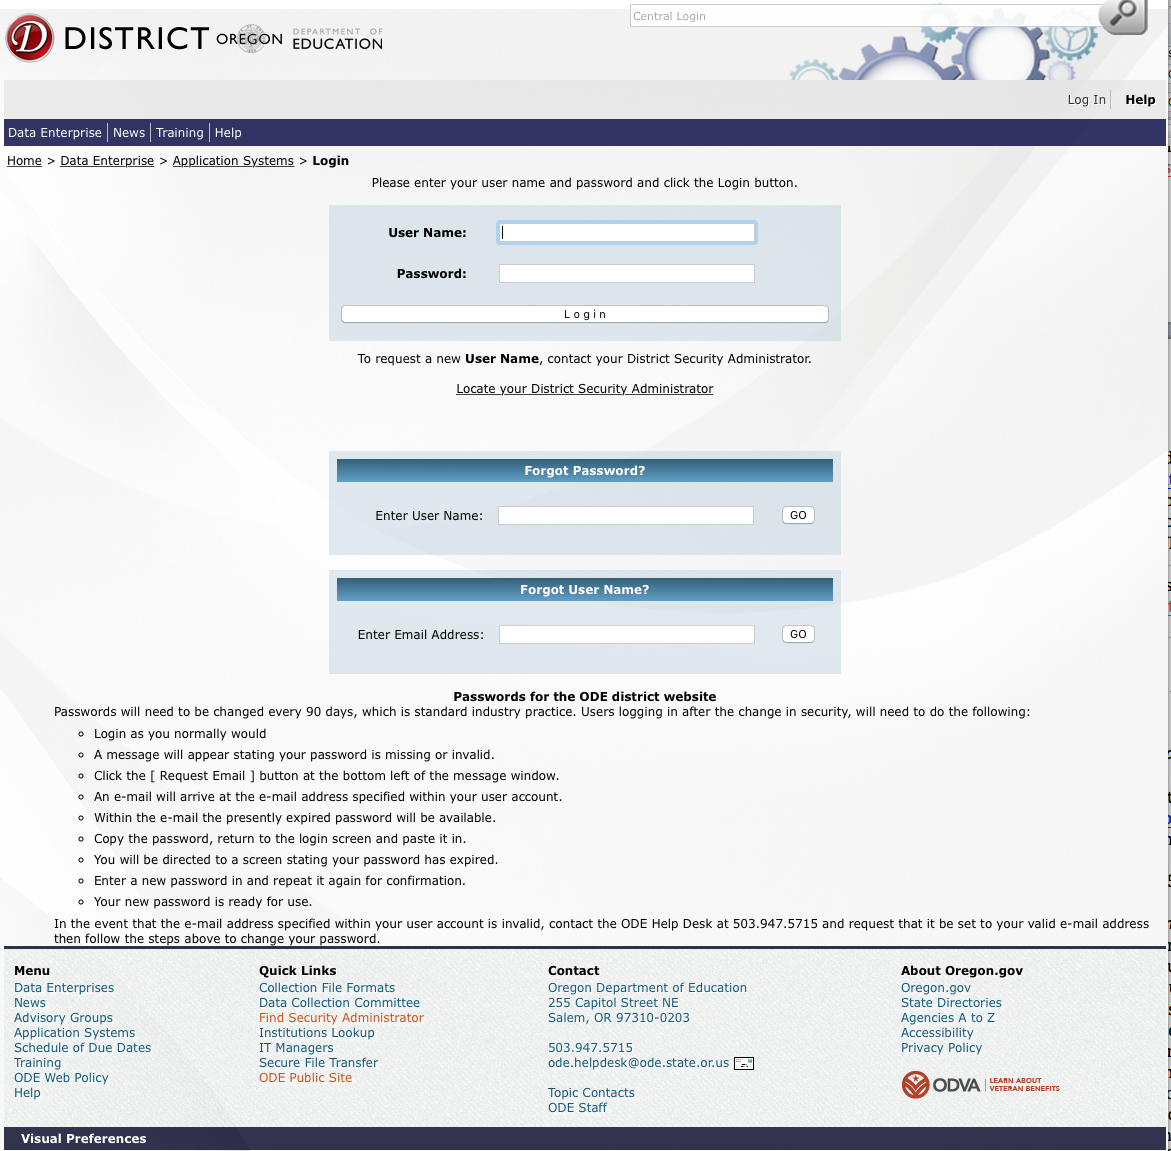 Central Login
D DISTRICT OREGON DEPARTMENT OF
EDUCATION
Log In Help
Data Enterprise News Training Help
Home > Data Enterprise > Application Systems > Login
Please enter your user name and password and click the Login button.
User Name:
Password:
Login
To request a new User Name, contact your District Security Administrator.
Locate your District Security Administrator
Forgot Password?
Enter User Name: GO
Forgot User Name?
Enter Email Address: GO
Passwords for the ODE district website
Passwords will need to be changed every 90 days, which is standard industry practice. Users logging in after the change in security, will need to do the following:
Login as you normally would
A message will appear stating your password is missing or invalid.
Click the [ Request Email ] button at the bottom left of the message window.
An e-mail will arrive at the e-mail address specified within your user account.
Within the e-mail the presently expired password will be available.
Copy the password, return to the login screen and paste it in.
You will be directed to a screen stating your password has expired.
Enter a new password in and repeat it again for confirmation.
Your new password is ready for use.
In the event that the e-mail address specified within your user account is invalid, contact the ODE Help Desk at 503.947.5715 and request that it be set to your valid e-mail address
then follow the steps above to change your password.
Menu
Data Enterprises
News
Advisory Groups
Application Systems
Schedule of Due Dates
Training
ODE Web Policy
Help
Quick Links
Collection File Formats
Data Collection Committee
Find Security Administrator
Institutions Lookup
IT Managers
Secure File Transfer
ODE Public Site
Contact
Oregon Department of Education
255 Capitol Street NE
Salem, OR 97310-0203
503.947.5715
ode.helpdesk@ode.state.or.us
Topic Contacts
ODE Staff
About Oregon.gov
Oregon.gov
State Directories
Agencies A to Z
Accessibility
Privacy Policy
ODVA LEARN ABOUT
VETERAN BENEFITS
Visual Preferences